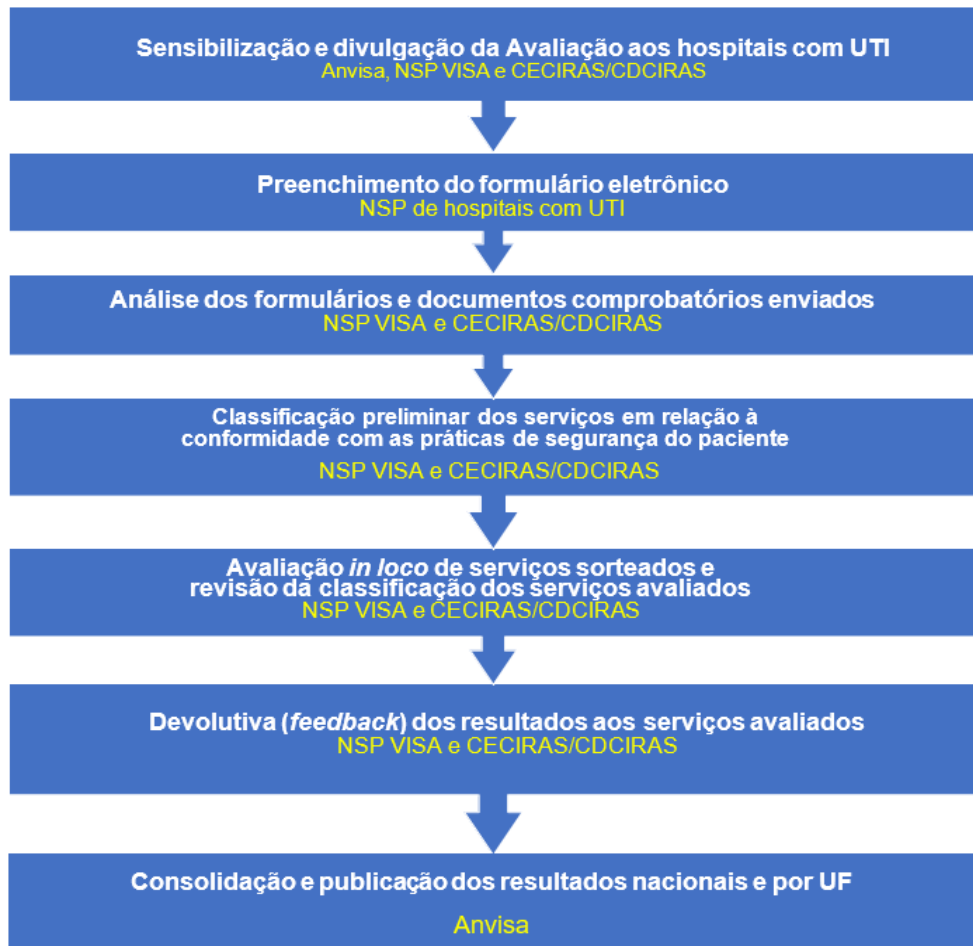 Sensibilização e divulgação da Avaliação aos hospitais com UTI
Anvisa, NSP VISA e CECIRAS/CDCIRAS
Preenchimento do formulário eletrônico
NSP de hospitais com UTI
Análise dos formulários e documentos comprobatórios enviados
NSP VISA e CECIRAS/CDCIRAS
Classificação preliminar dos serviços em relação à
conformidade com as práticas de segurança do paciente
NSP VISA e CECIRAS/CDCIRAS
Avaliação in loco de serviços sorteados e
revisão da classificação dos serviços avaliados
NSP VISA e CECIRAS/CDCIRAS
Devolutiva (feedback) dos resultados aos serviços avaliados
NSP VISA e CECIRAS/CDCIRAS
Consolidação e publicação dos resultados nacionais e por UF
Anvisa